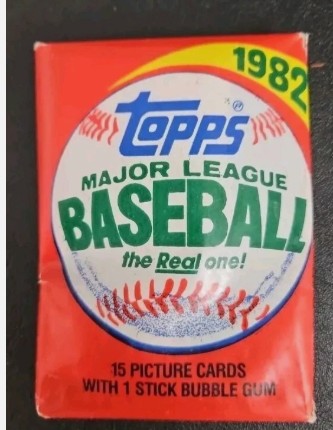 1982
topps®
MAJOR LEAGUE
BASEBALL
the Real one!
15 PICTURE CARDS
WITH 1 STICK BUBBLE GUM